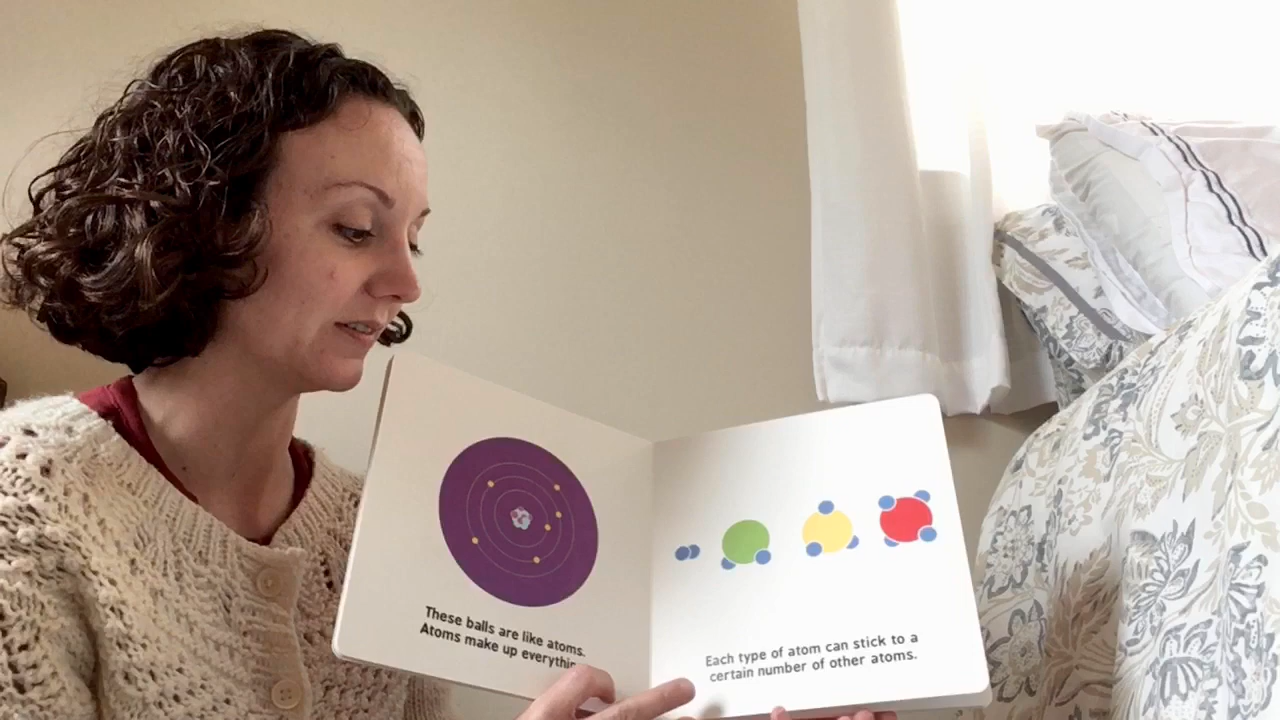 These balls are like atoms.
Atoms make up everythin
Each type of atom can stick to a
certain number of other atoms.